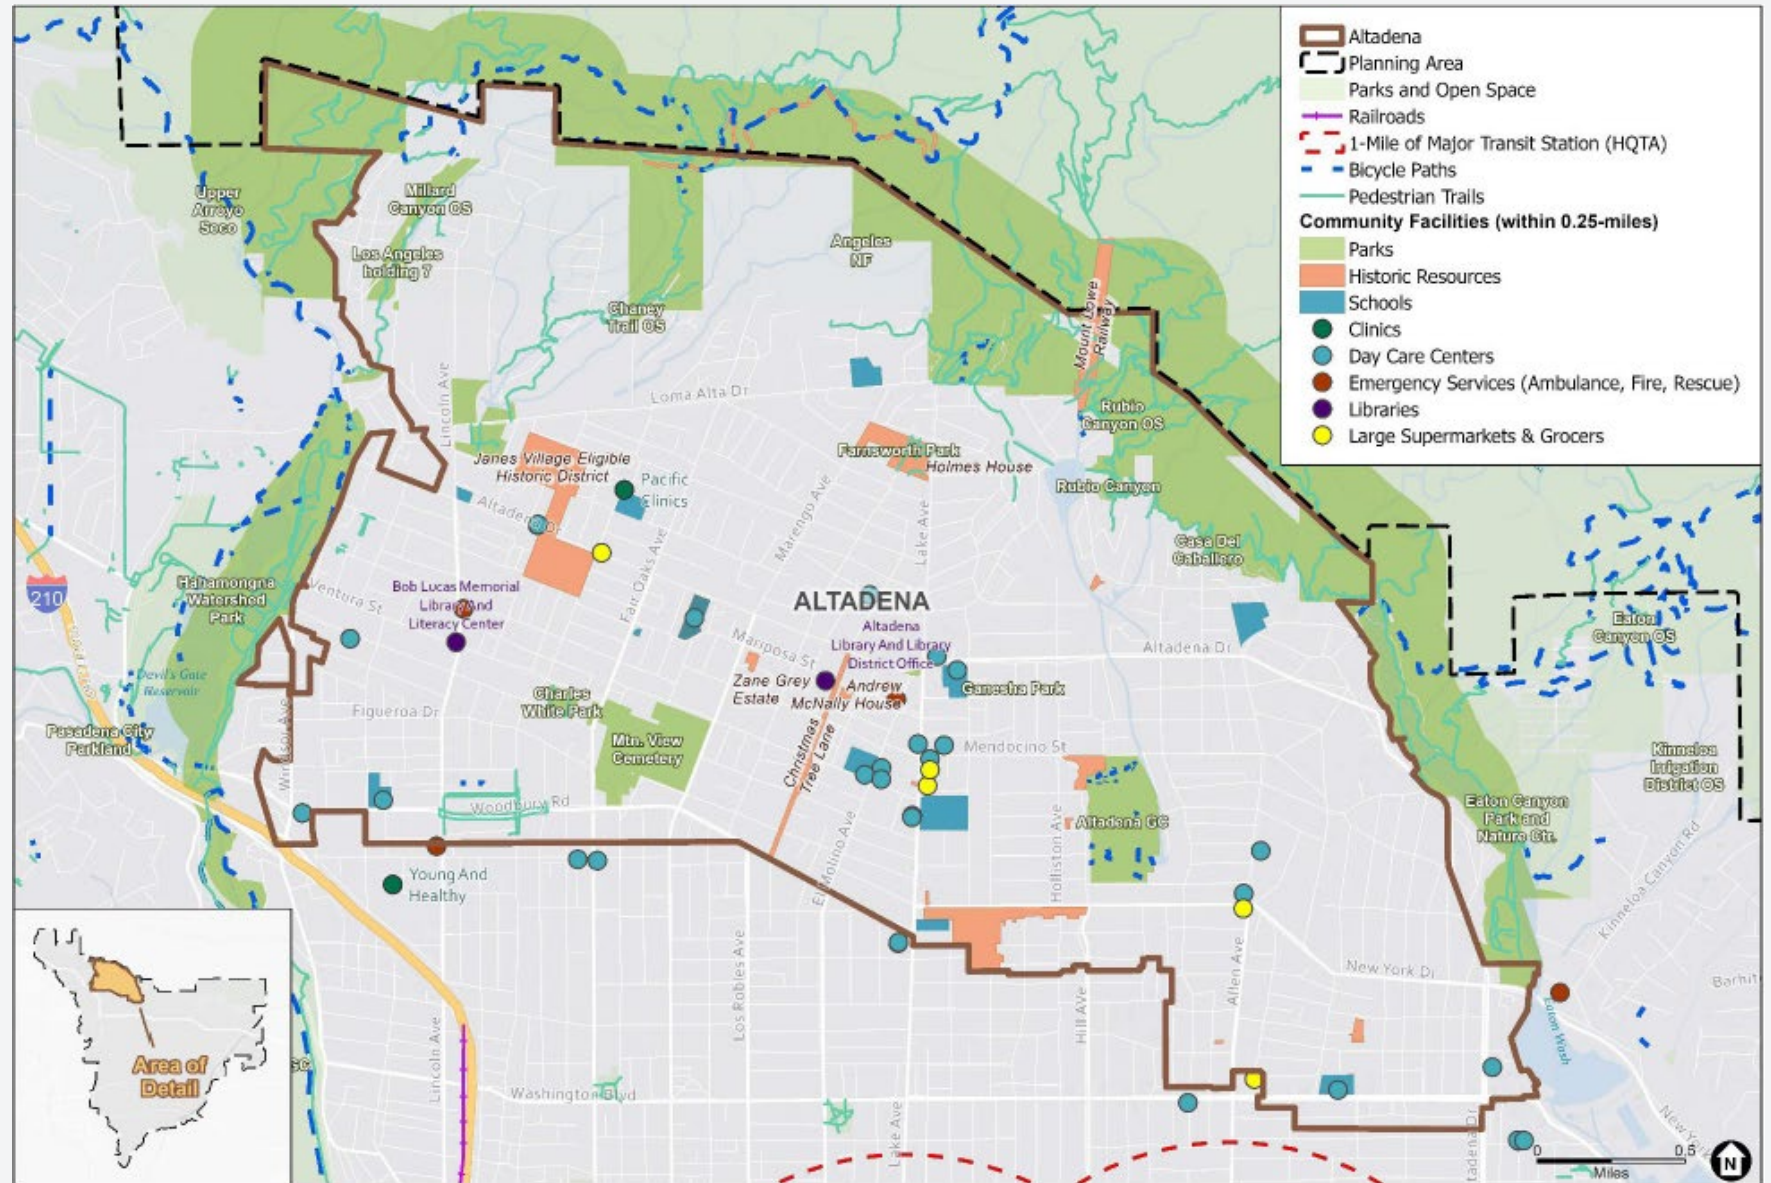 Altadena
Planning Area
Parks and Open Space
Railroads
1-Mile of Major Transit Station (HQTA)
Bicycle Paths
Pedestrian Trails
Community Facilities (within 0.25-miles)
Parks
Historic Resources
Schools
Clinics
Day Care Centers
Emergency Services (Ambulance, Fire, Rescue)
Libraries
Large Supermarkets & Grocers
Upper
Arroyo
Seco
Millard
Canyon OS
Los Angeles
holding 7
Angeles
NF
Chaney
Trail OS
Mount Lowe
Railway
Lincoln Ave
Loma Alta Dr
Rubio
Canyon OS
Farnsworth Park
Holmes House
Janes Village Eligible
Historic District
Pacific
Clinics
Altadena Dr
Marengo Ave
Lake Ave
Rubio Canyon
Casa Del
Caballero
Fair Oaks Ave
210
Hahamongna
Watershed
Park
Ventura St
Bob Lucas Memorial
Library And
Literacy Center
ALTADENA
Altadena
Library And Library
District Office
Mariposa St
Altadena Dr
Eaton
Canyon OS
Devil's Gate
Reservoir
Zane Grey
Estate
Andrew
McNally House
Ganesha Park
Charles
White Park
Figueroa Dr
Windsor Ave
Pasadena City
Parkland
Mtn. View
Cemetery
Christmas
Tree Lane
Mendocino St
Kinneloa
Irrigation
District OS
Woodbury Rd
Eaton Canyon
Park and
Nature Ctr.
Altadena GC
Holliston Ave
El Molino Ave
Young And
Healthy
Kinneloa Canyon Rd
Los Robles Ave
Allen Ave
New York Dr
Hill Ave
Eaton Wash
Area of
Detail
Lincoln Ave
Washington Blvd
Lake Ave
New York
0
0.5
Miles
N